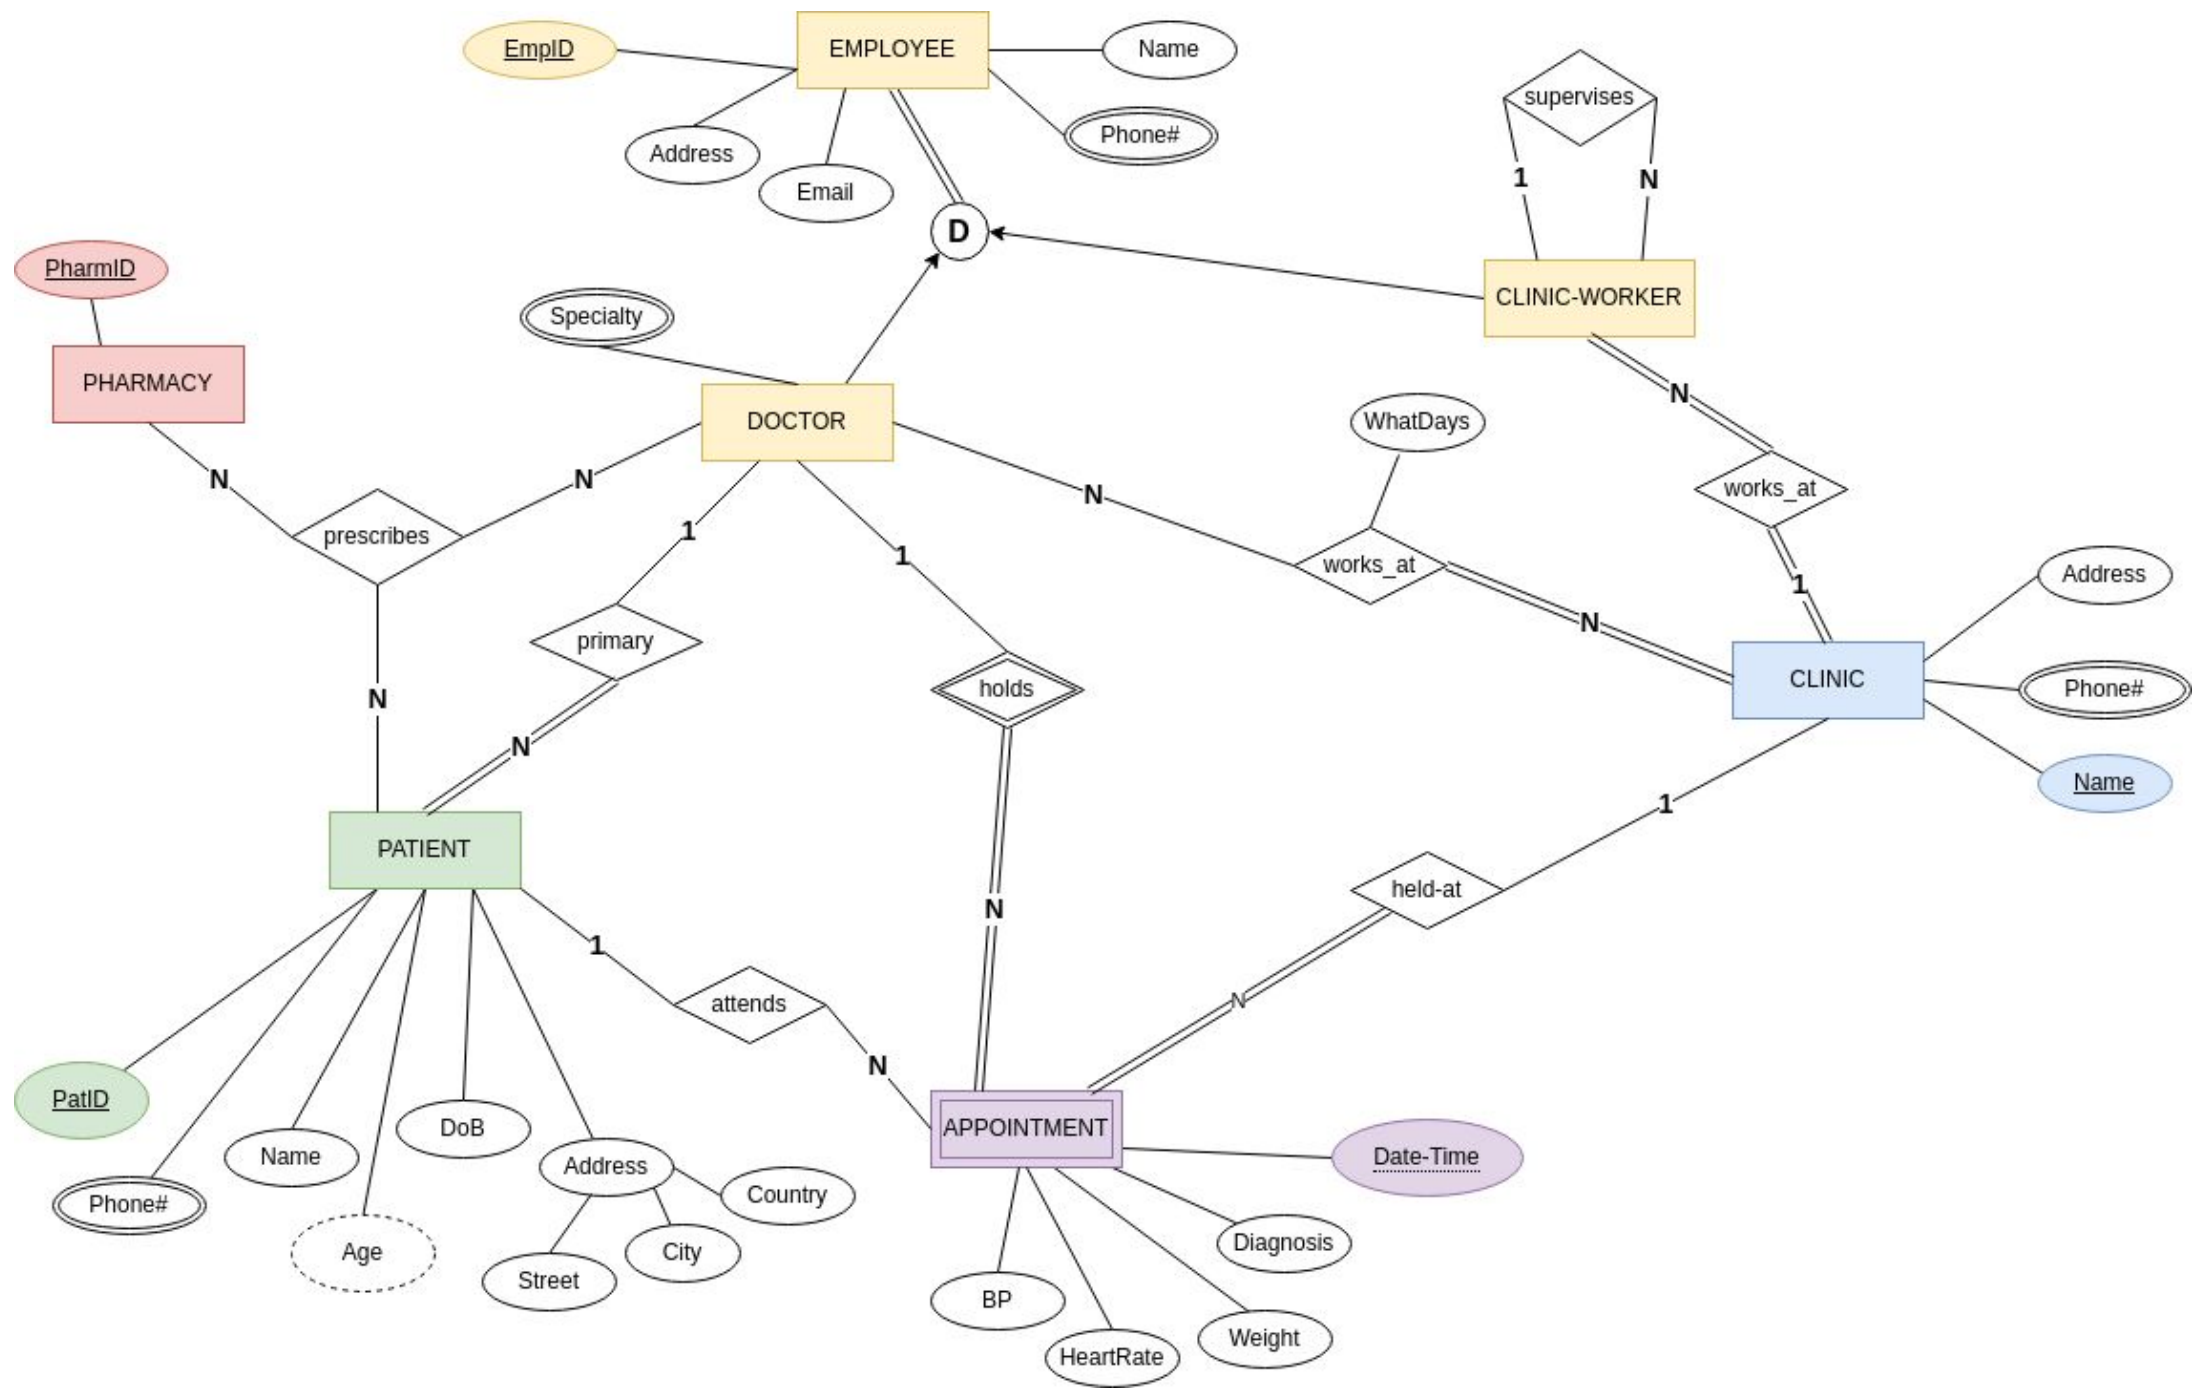 EmpID
EMPLOYEE
Name
supervises
Phone#
Address
Email
1
N
D
PharmID
CLINIC-WORKER
Specialty
PHARMACY
DOCTOR
N
WhatDays
N
N
N
works_at
prescribes
1
1
works_at
Address
1
N
primary
holds
CLINIC
Phone#
N
N
Name
1
PATIENT
held-at
N
1
attends
N
N
PatID
APPOINTMENT
Date-Time
DoB
Name
Address
Country
Phone#
Age
City
Street
Diagnosis
BP
Weight
HeartRate